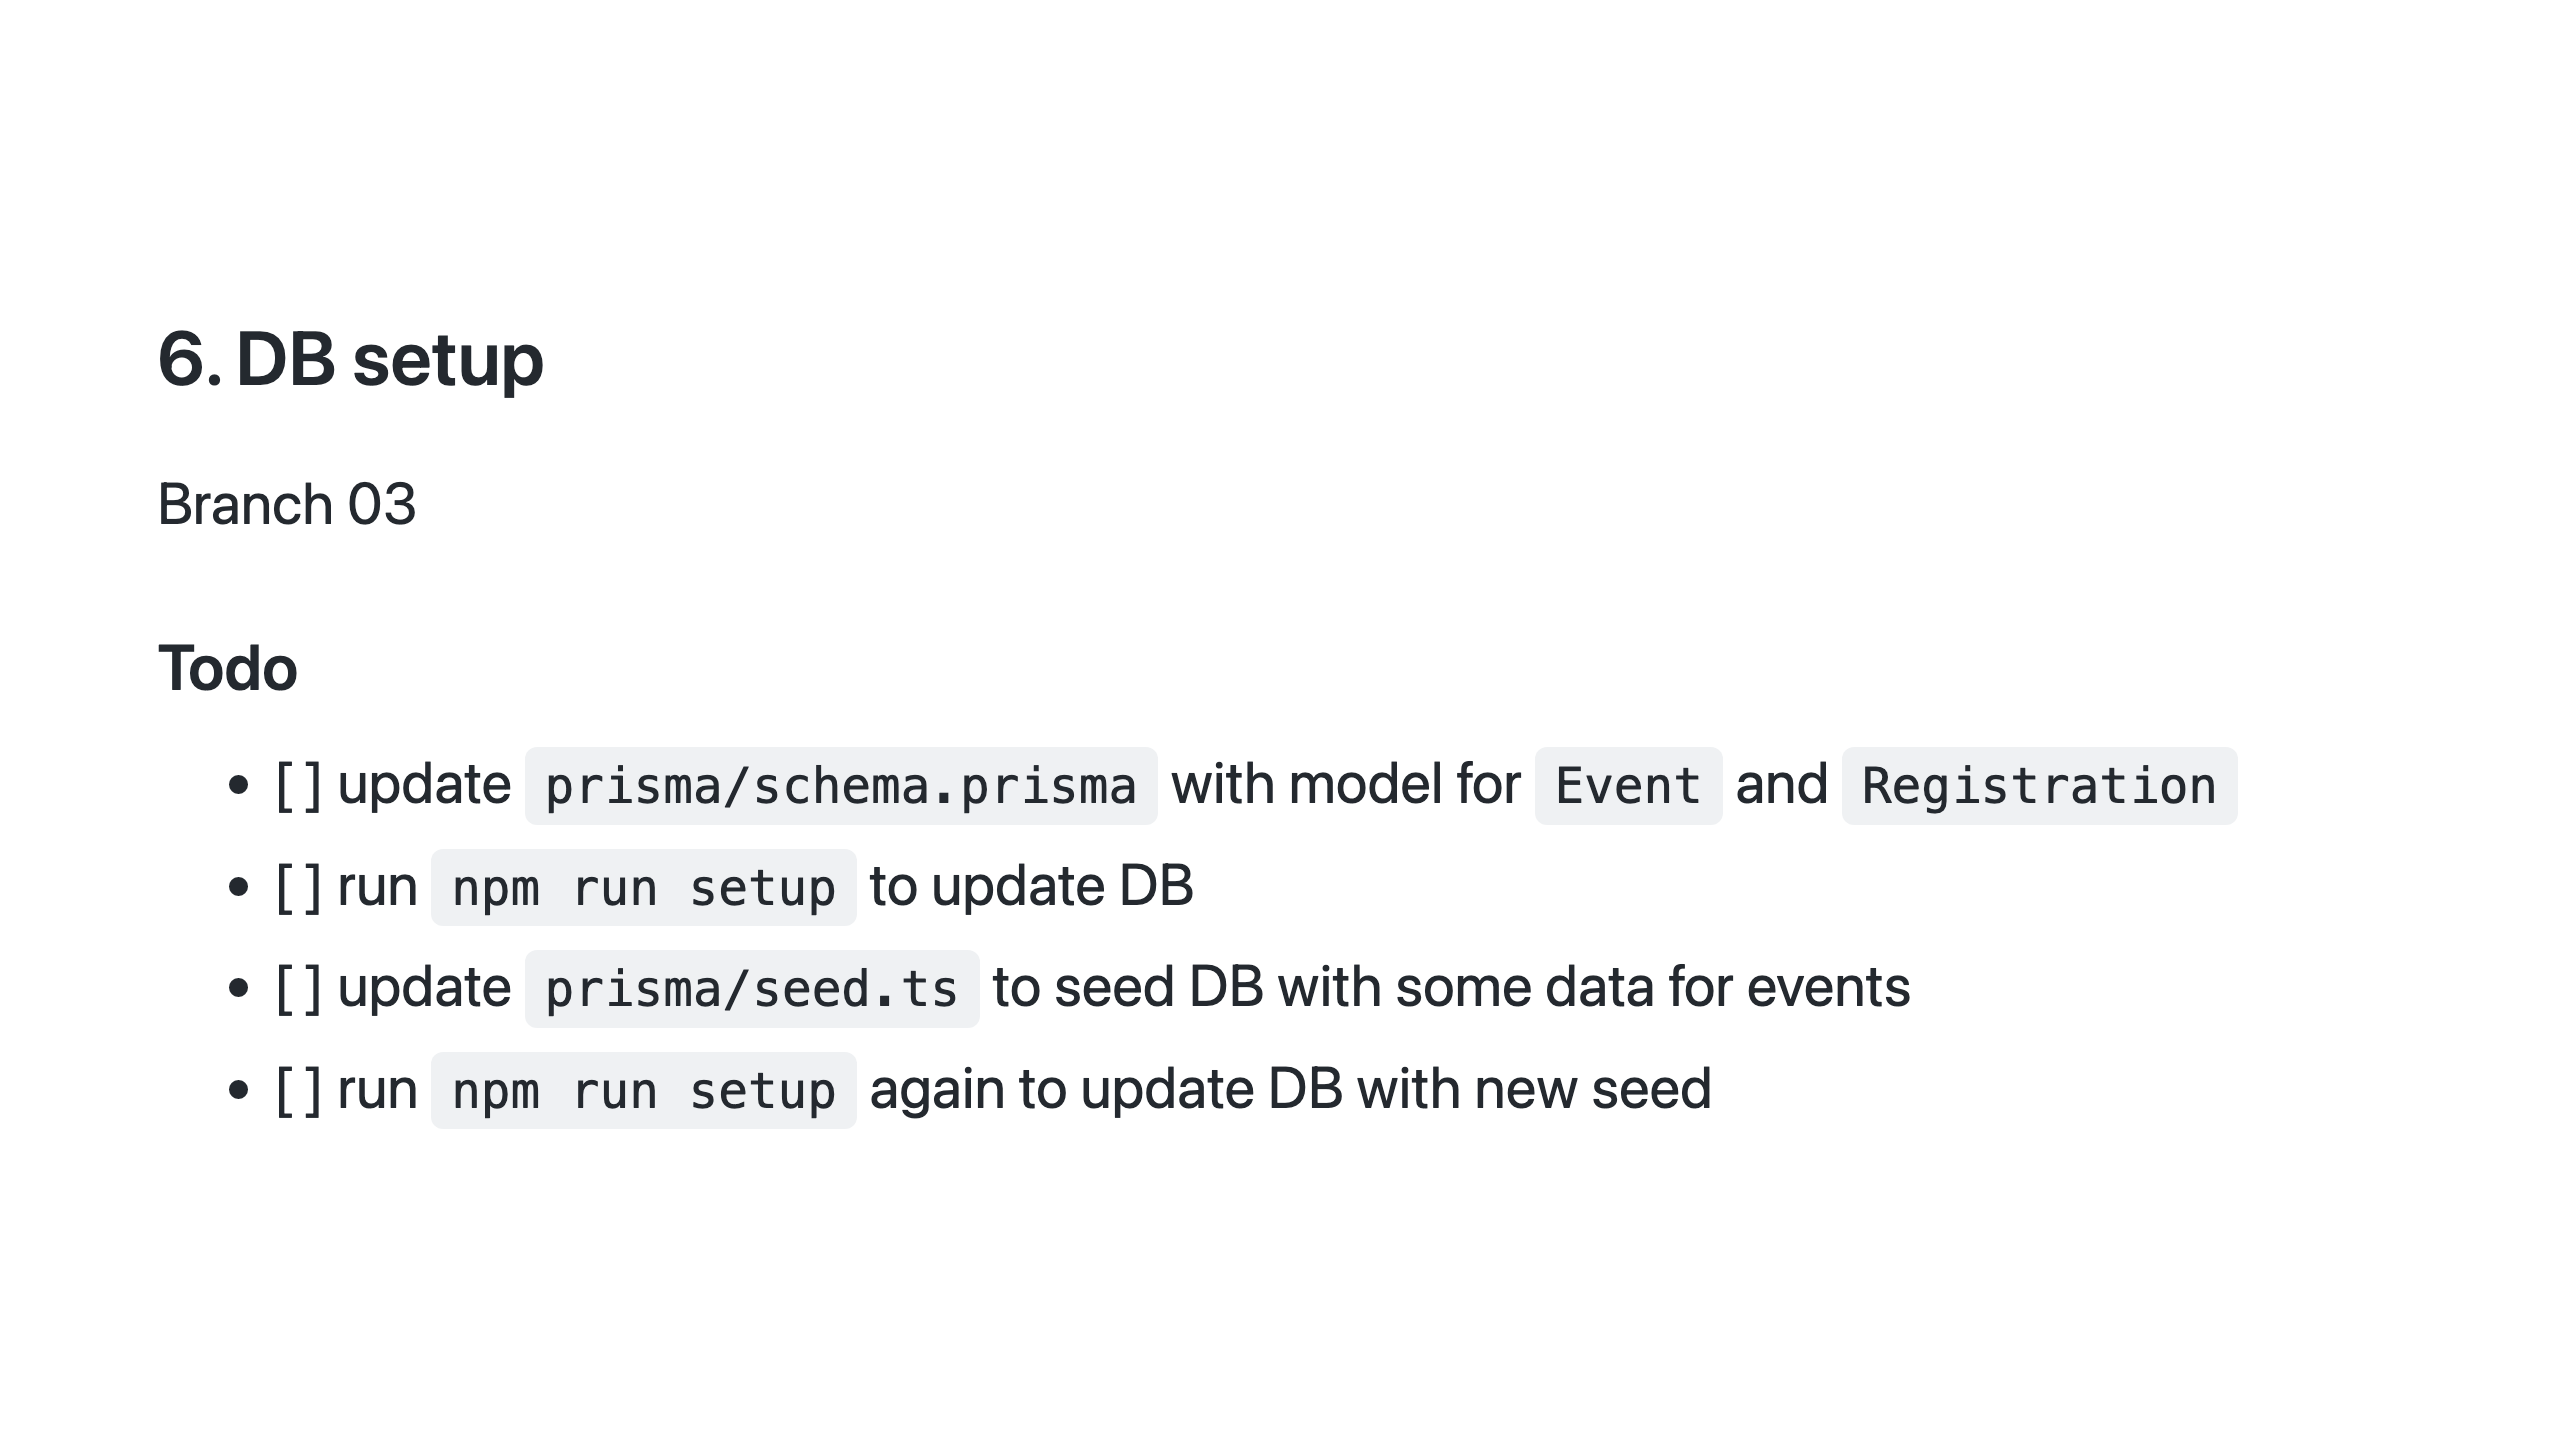 6. DB setup
Branch 03
Todo
• [ ] update prisma/schema.prisma with model for Event and Registration
• [ ] run npm run setup to update DB
• [ ] update prisma/seed.ts to seed DB with some data for events
• [ ] run npm run setup again to update DB with new seed